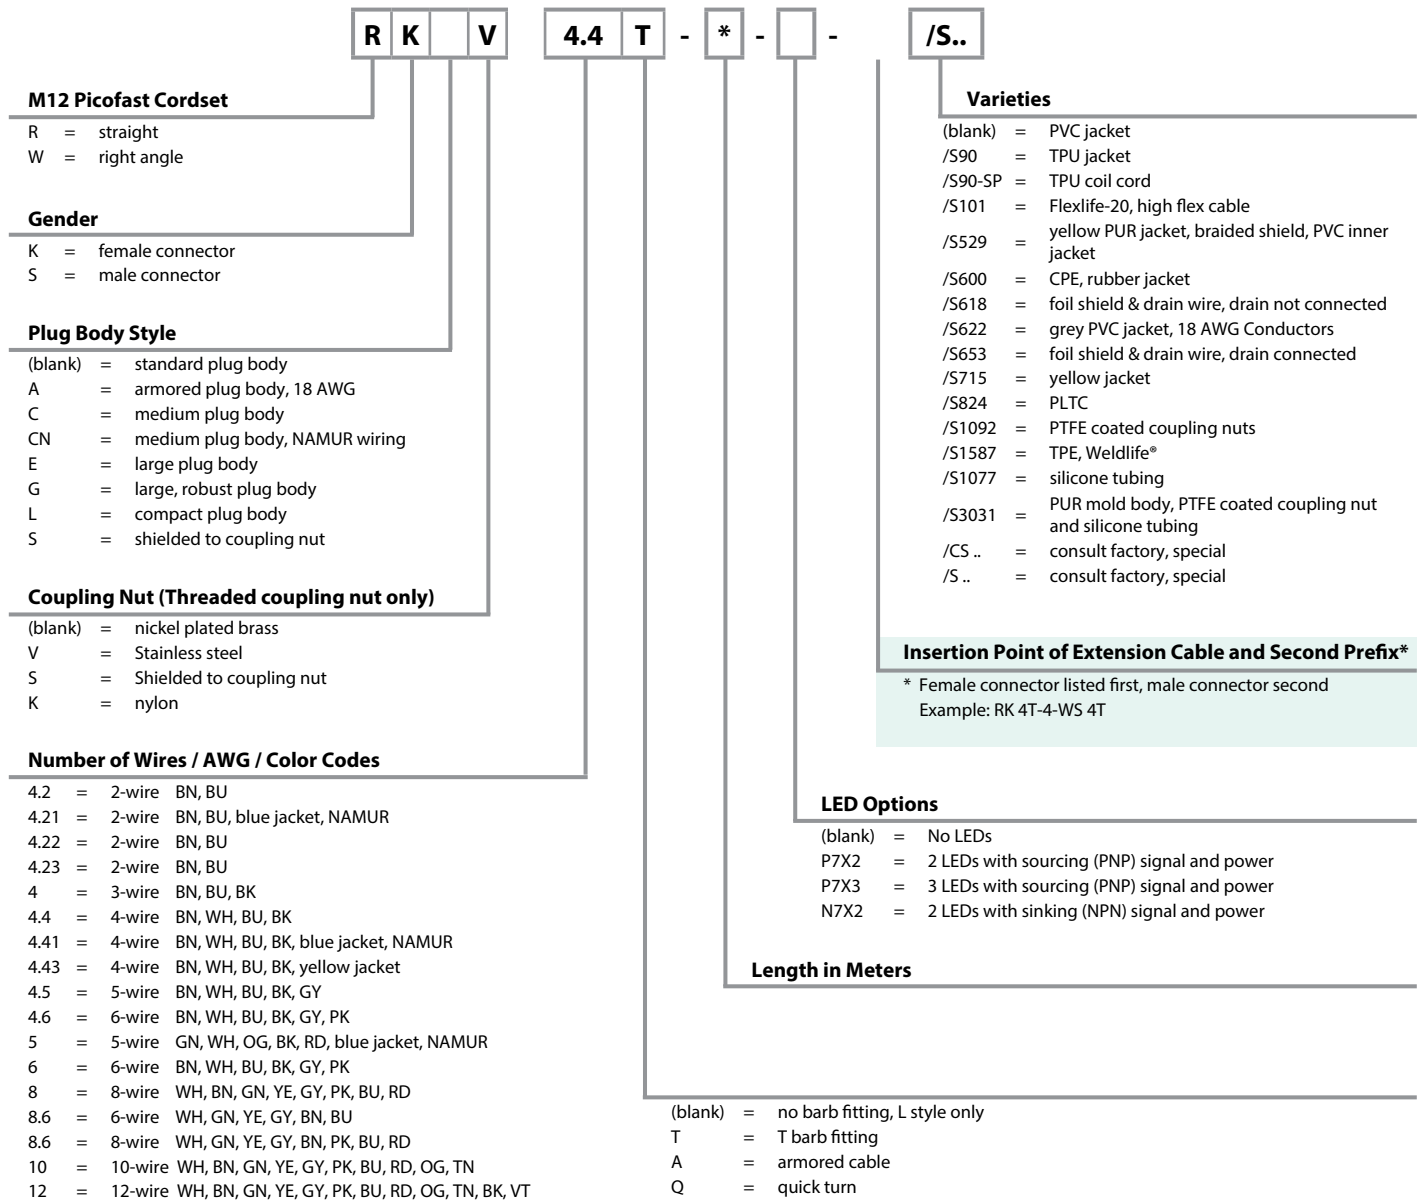 R K V 4.4 T - * - - /S..
M12 Picofast Cordset
R = straight
W = right angle
Gender
K = female connector
S = male connector
Plug Body Style
(blank) = standard plug body
A = armored plug body, 18 AWG
C = medium plug body
CN = medium plug body, NAMUR wiring
E = large plug body
G = large, robust plug body
L = compact plug body
S = shielded to coupling nut
Coupling Nut (Threaded coupling nut only)
(blank) = nickel plated brass
V = Stainless steel
S = Shielded to coupling nut
K = nylon
Number of Wires / AWG / Color Codes
4.2 = 2-wire BN, BU
4.21 = 2-wire BN, BU, blue jacket, NAMUR
4.22 = 2-wire BN, BU
4.23 = 2-wire BN, BU
4 = 3-wire BN, BU, BK
4.4 = 4-wire BN, WH, BU, BK
4.41 = 4-wire BN, WH, BU, BK, blue jacket, NAMUR
4.43 = 4-wire BN, WH, BU, BK, yellow jacket
4.5 = 5-wire BN, WH, BU, BK, GY
4.6 = 6-wire BN, WH, BU, BK, GY, PK
5 = 5-wire GN, WH, OG, BK, RD, blue jacket, NAMUR
6 = 6-wire BN, WH, BU, BK, GY, PK
8 = 8-wire WH, BN, GN, YE, GY, PK, BU, RD
8.6 = 6-wire WH, GN, YE, GY, BN, BU
8.6 = 8-wire WH, GN, YE, GY, BN, PK, BU, RD
10 = 10-wire WH, BN, GN, YE, GY, PK, BU, RD, OG, TN
12 = 12-wire WH, BN, GN, YE, GY, PK, BU, RD, OG, TN, BK, VT
Varieties
(blank) = PVC jacket
/S90 = TPU jacket
/S90-SP = TPU coil cord
/S101 = Flexlife-20, high flex cable
/S529 = yellow PUR jacket, braided shield, PVC inner
jacket
/S600 = CPE, rubber jacket
/S618 = foil shield & drain wire, drain not connected
/S622 = grey PVC jacket, 18 AWG Conductors
/S653 = foil shield & drain wire, drain connected
/S715 = yellow jacket
/S824 = PLTC
/S1092 = PTFE coated coupling nuts
/S1587 = TPE, Weldlife®
/S1077 = silicone tubing
/S3031 = PUR mold body, PTFE coated coupling nut
and silicone tubing
/CS .. = consult factory, special
/S .. = consult factory, special
Insertion Point of Extension Cable and Second Prefix*
* Female connector listed first, male connector second
Example: RK 4T-4-WS 4T
LED Options
(blank) = No LEDs
P7X2 = 2 LEDs with sourcing (PNP) signal and power
P7X3 = 3 LEDs with sourcing (PNP) signal and power
N7X2 = 2 LEDs with sinking (NPN) signal and power
Length in Meters
(blank) = no barb fitting, L style only
T = T barb fitting
A = armored cable
Q = quick turn